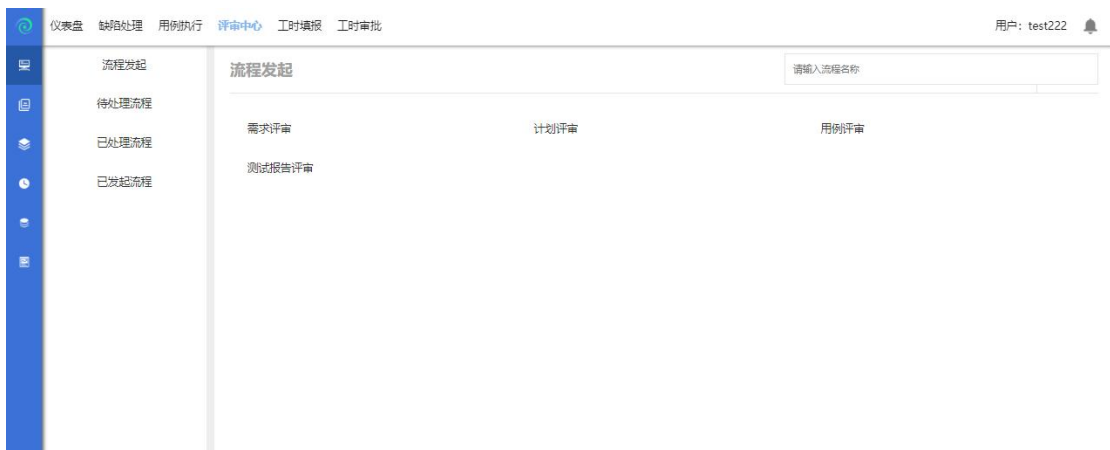 仪表盘 缺陷处理 用例执行 评审中心 工时填报 工时审批 用户: test222
流程发起
待处理流程
已处理流程
已发起流程
流程发起 请输入流程名称
需求评审 计划评审 用例评审
测试报告评审